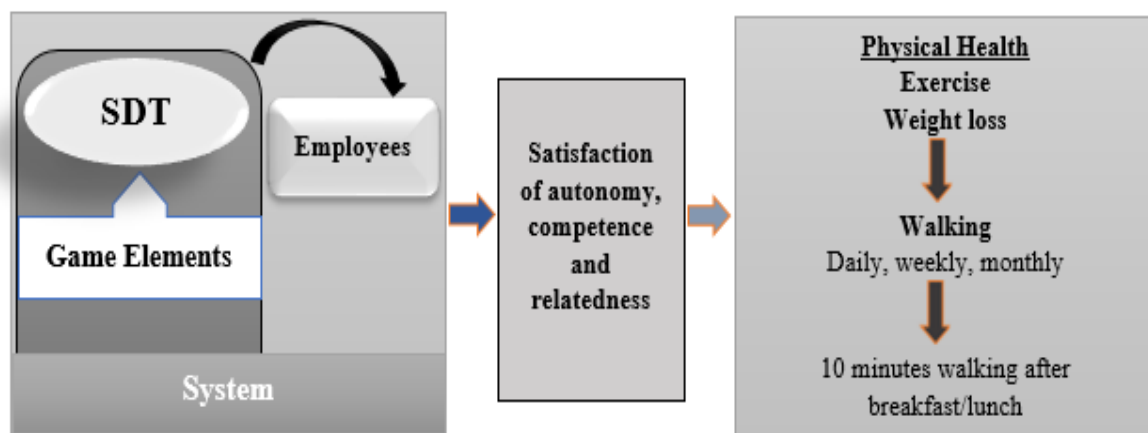 SDT
Game Elements
Employees
System
Satisfaction
of autonomy,
competence
and
relatedness
Physical Health
Exercise
Weight loss
Walking
Daily, weekly, monthly
10 minutes walking after
breakfast/lunch